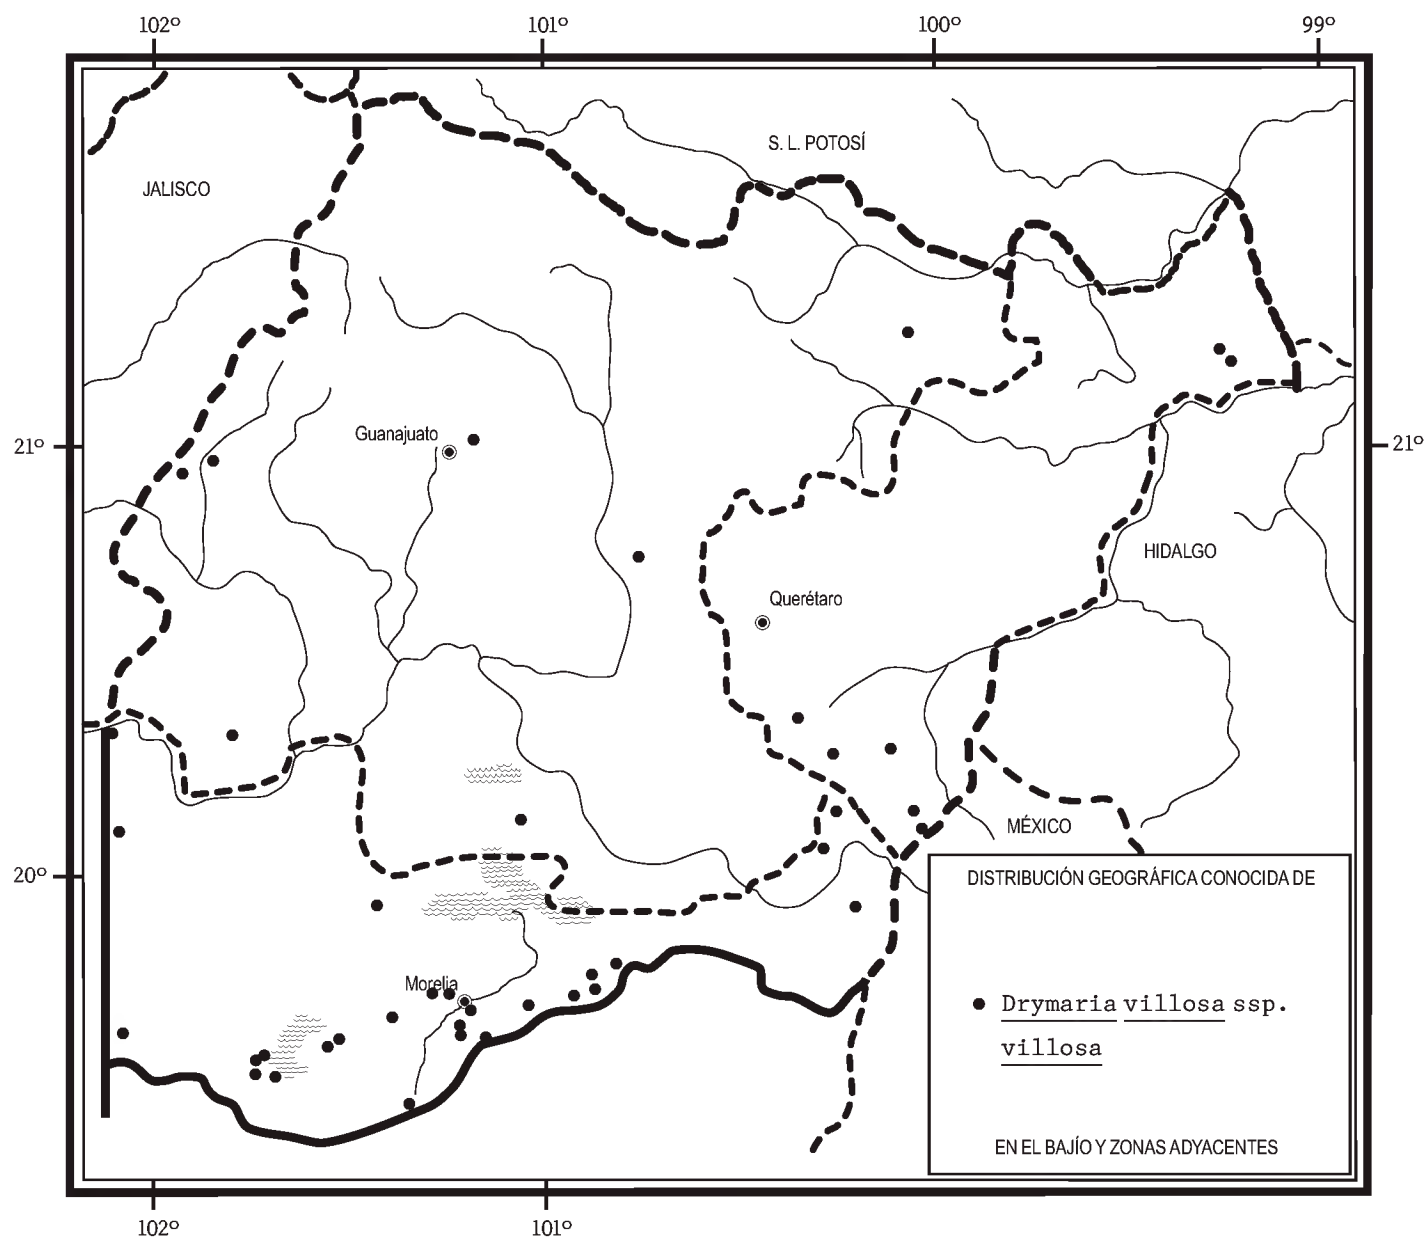 102º 101º 100º 99º
S. L. POTOSÍ
JALISCO
Guanajuato
21º 21º
HIDALGO
Querétaro
MÉXICO
20º
DISTRIBUCIÓN GEOGRÁFICA CONOCIDA DE
Morelia
Drymaria villosa ssp.
villosa
EN EL BAJÍO Y ZONAS ADYACENTES
102º 101º